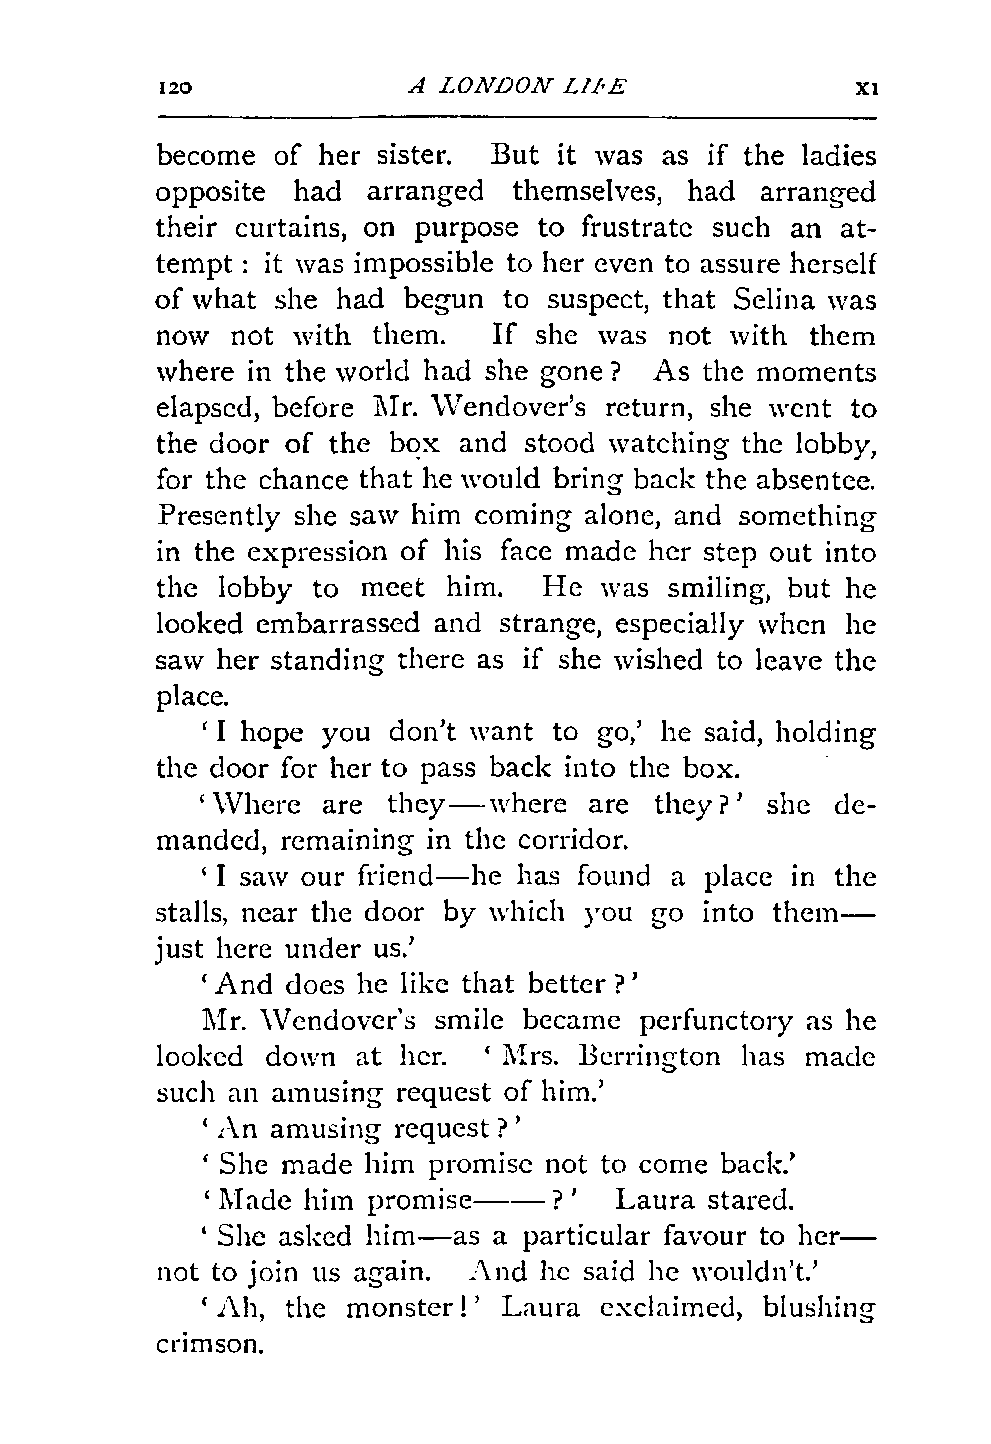 120 A LONDON LIFE XI
become of her sister. But it was as if the ladies
opposite had arranged themselves, had arranged
their curtains, on purpose to frustrate such an at-
tempt : it was impossible to her even to assure herself
of what she had begun to suspect, that Selina was
now not with them. If she was not with them
where in the world had she gone ? As the moments
elapsed, before Mr. Wendover's return, she went to
the door of the box and stood watching the lobby,
for the chance that he would bring back the absentee.
Presently she saw him coming alone, and something
in the expression of his face made her step out into
the lobby to meet him. He was smiling, but he
looked embarrassed and strange, especially when he
saw her standing there as if she wished to leave the
place.
‘ I hope you don't want to go,’ he said, holding
the door for her to pass back into the box.
‘ Where are they—where are they ? ’ she de-
manded, remaining in the corridor.
‘ I saw our friend—he has found a place in the
stalls, near the door by which you go into them—
just here under us.’
‘ And does he like that better ? ’
Mr. Wendover's smile became perfunctory as he
looked down at her. ‘ Mrs. Berrington has made
such an amusing request of him.’
‘ An amusing request ? ’
‘ She made him promise not to come back.’
‘ Made him promise—— ? ’ Laura stared.
‘ She asked him—as a particular favour to her—
not to join us again. And he said he wouldn't.’
‘ Ah, the monster ! ’ Laura exclaimed, blushing
crimson.